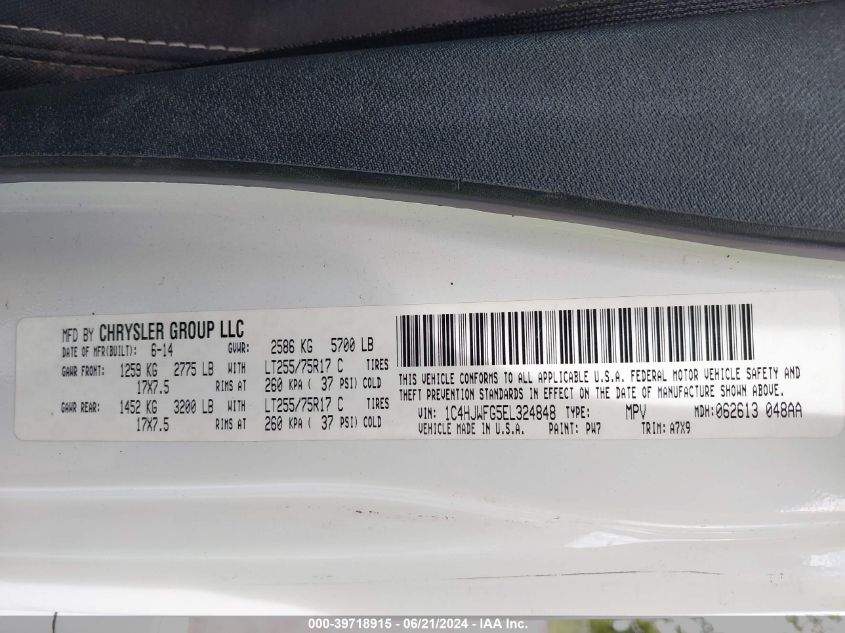 MFD BY CHRYSLER GROUP LLC
DATE OF MFR(BUILT): 6-14 GVWR: 2586 KG 5700 LB
GAWR FRONT: 1259 KG 2775 LB WITH LT255/75R17 C TIRES
17X7.5 RIMS AT 260 KPA ( 37 PSI) COLD
GAWR REAR: 1452 KG 3200 LB WITH LT255/75R17 C TIRES
17X7.5 RIMS AT 260 KPA ( 37 PSI) COLD
THIS VEHICLE CONFORMS TO ALL APPLICABLE U.S.A. FEDERAL MOTOR VEHICLE SAFETY AND
THEFT PREVENTION STANDARDS IN EFFECT ON THE DATE OF MANUFACTURE SHOWN ABOVE.
VIN: 1C4HJWFG5EL324848 TYPE: MPV MDH: 062613 048AA
VEHICLE MADE IN U.S.A. PAINT: PW7 TRIM: A7X9
000-39718915 - 06/21/2024 - IAA Inc.